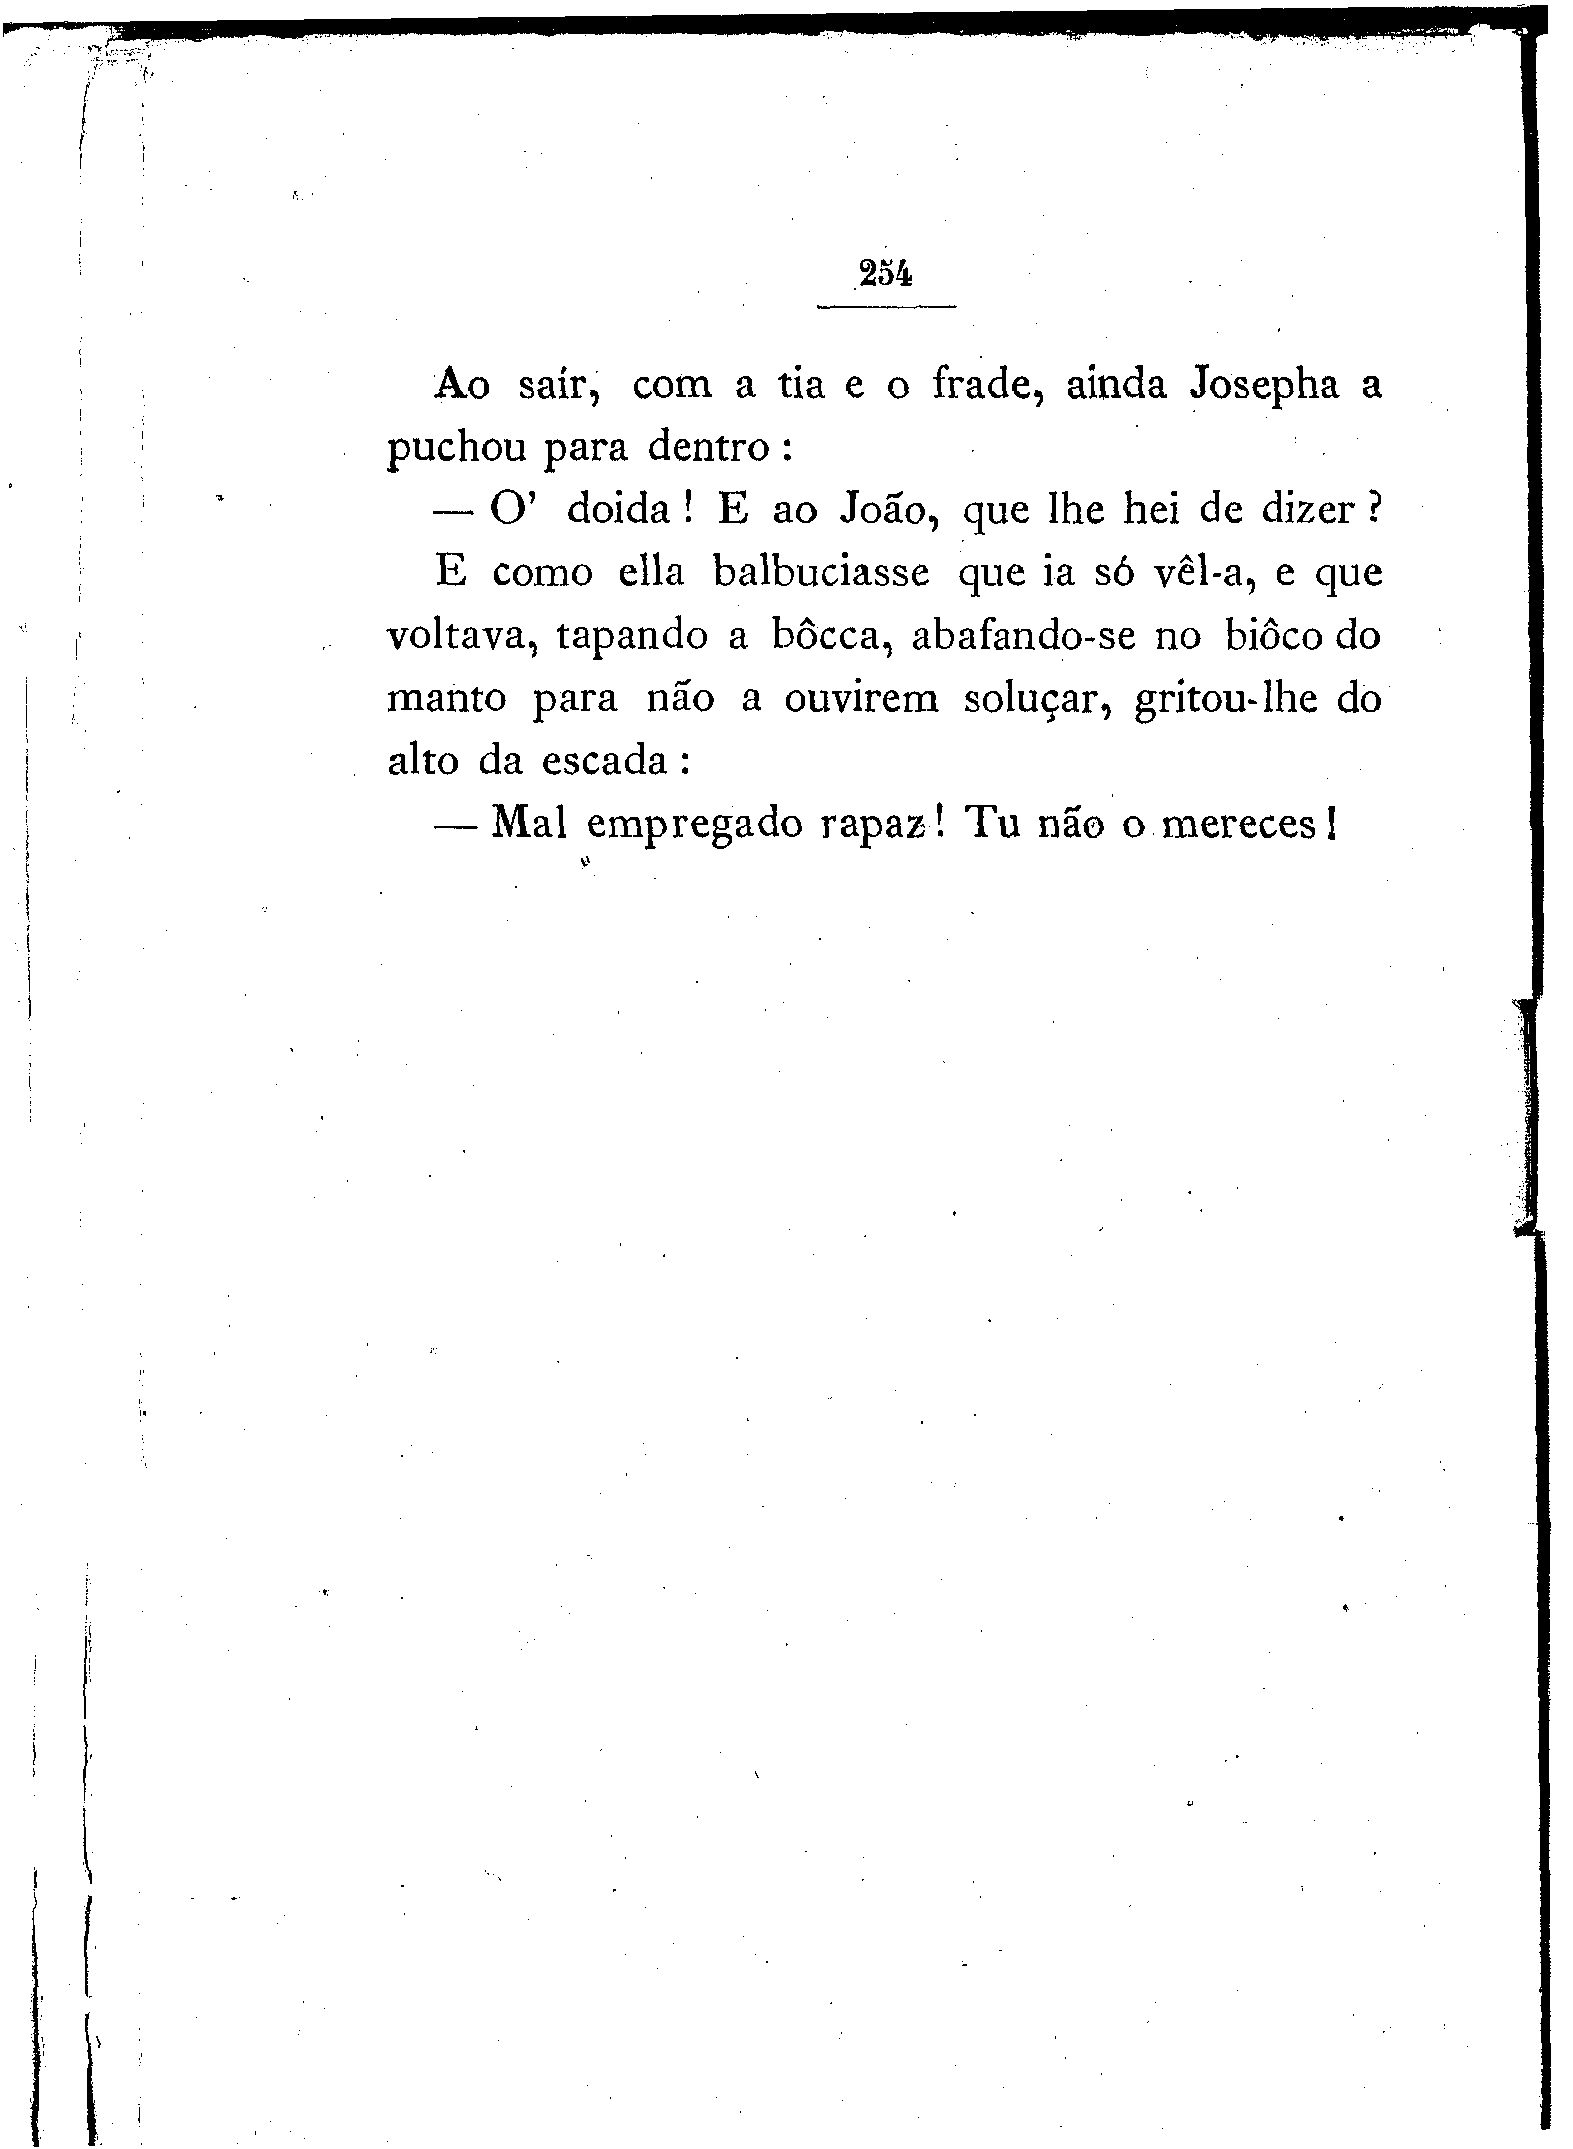 254
Ao saír, com a tia e o frade, ainda Josepha a
puchou para dentro :
— O' doida ! E ao João, que lhe hei de dizer ?
E como ella balbuciasse que ia só vêl-a, e que
voltava, tapando a bôcca, abafando-se no biôco do
manto para não a ouvirem soluçar, gritou-lhe do
alto da escada :
— Mal empregado rapaz ! Tu não o mereces !